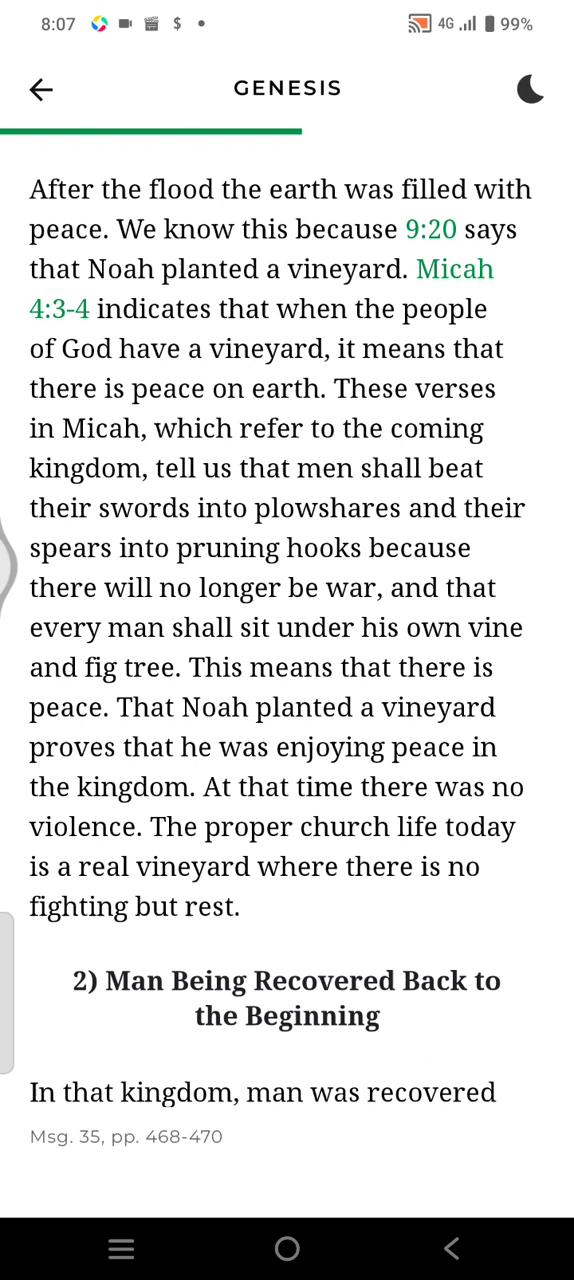 8:07 $ 4G 99%
GENESIS
After the flood the earth was filled with
peace. We know this because 9:20 says
that Noah planted a vineyard. Micah
4:3-4 indicates that when the people
of God have a vineyard, it means that
there is peace on earth. These verses
in Micah, which refer to the coming
kingdom, tell us that men shall beat
their swords into plowshares and their
spears into pruning hooks because
there will no longer be war, and that
every man shall sit under his own vine
and fig tree. This means that there is
peace. That Noah planted a vineyard
proves that he was enjoying peace in
the kingdom. At that time there was no
violence. The proper church life today
is a real vineyard where there is no
fighting but rest.
2) Man Being Recovered Back to
the Beginning
In that kingdom, man was recovered
Msg. 35, pp. 468-470